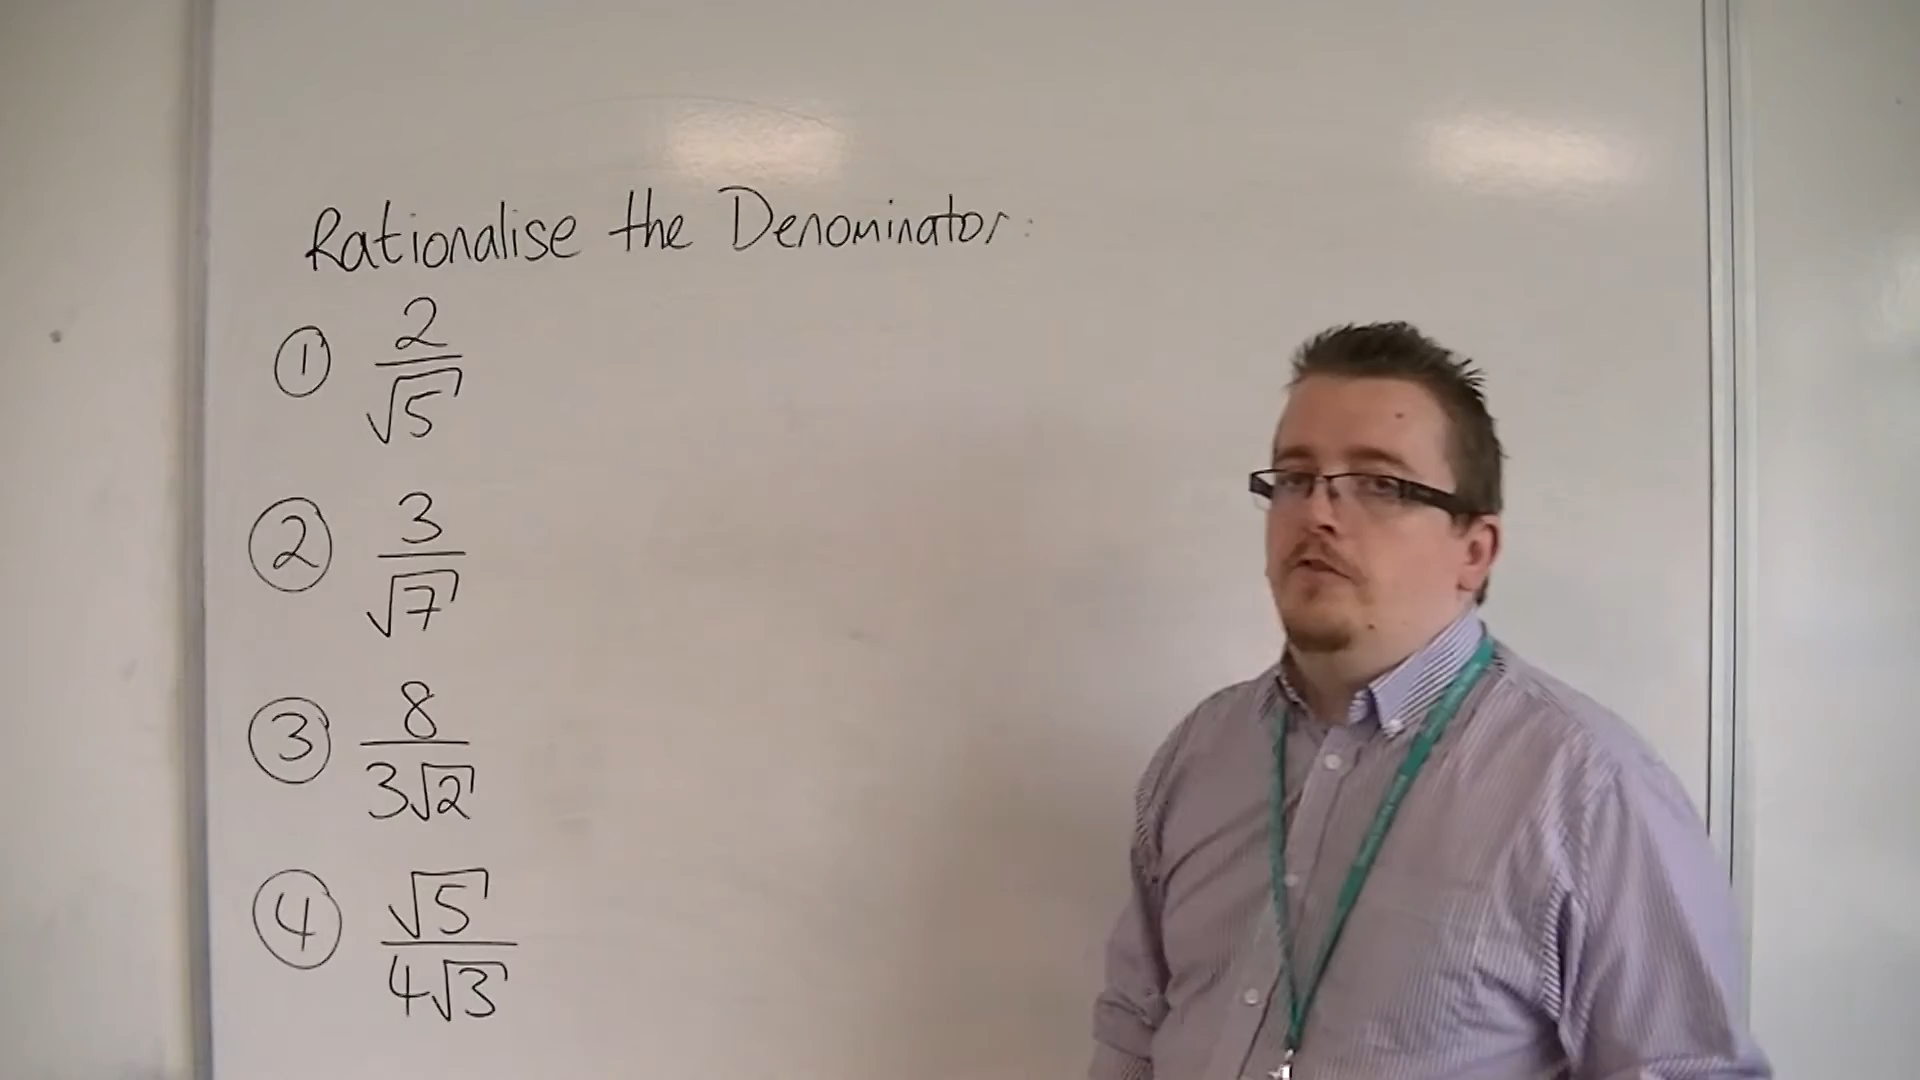 Rationalise the Denominator:
① 2/√5
② 3/√7
③ 8/3√2
④ √5/4√3